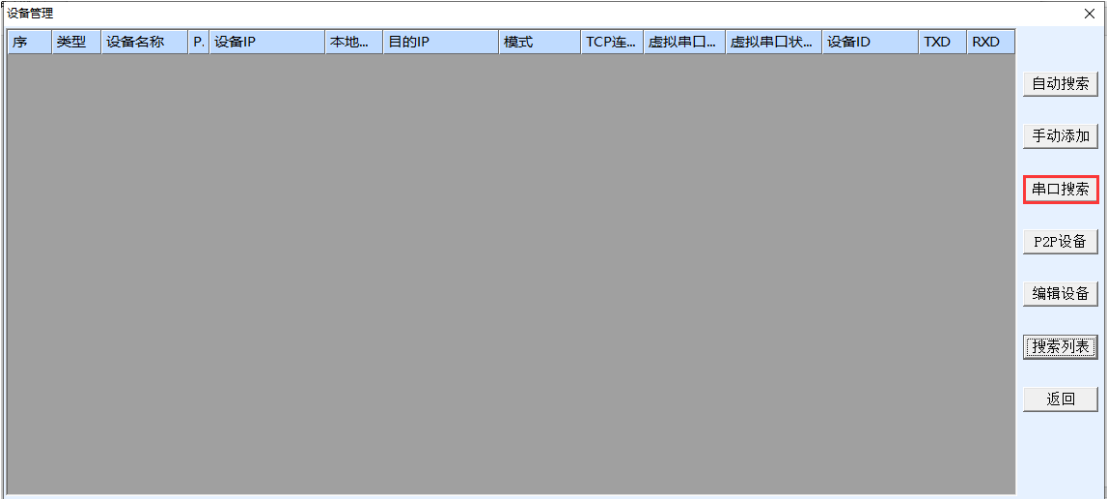 设备管理
序 类型 设备名称 P. 设备IP 本地... 目的IP 模式 TCP连... 虚拟串口... 虚拟串口状... 设备ID TXD RXD
自动搜索
手动添加
串口搜索
P2P设备
编辑设备
搜索列表
返回